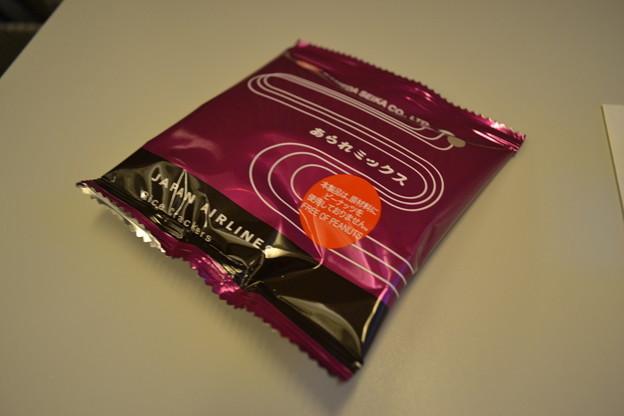 SEIKA CO., LTD.
あられミックス
本製品は、原材料に
ピーナッツを
使用しておりません。
FREE OF PEANUTS
JAPAN AIRLINES
Rice crackers